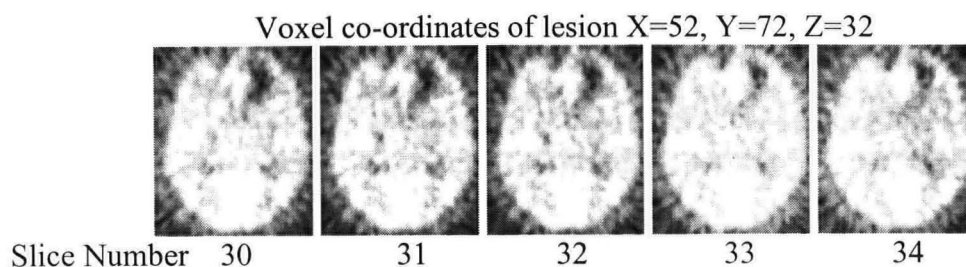 Voxel co-ordinates of lesion X=52, Y=72, Z=32
Slice Number 30 31 32 33 34